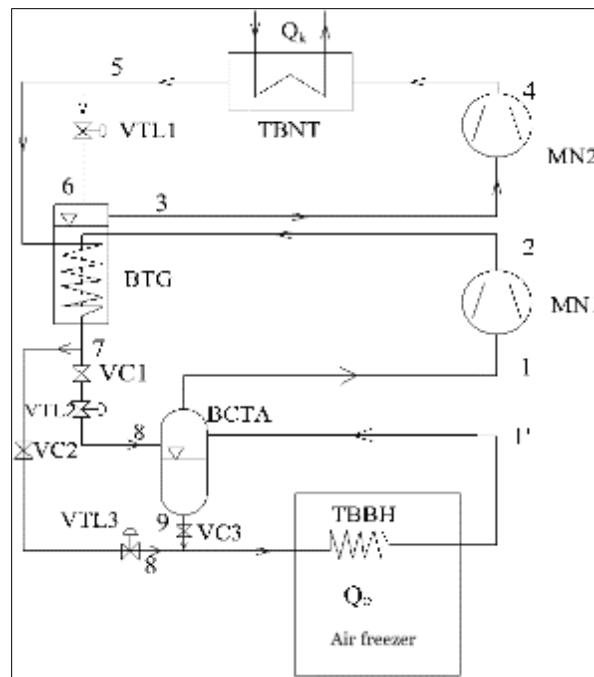 Qk
5
4
VTL1
TBNT
MN2
6
3
2
BTG
MN1
7
VC1
1
VTL2
BCTA
8
1'
VC2
TBBH
VTL3
9
VC3
8
Qo
Air freezer